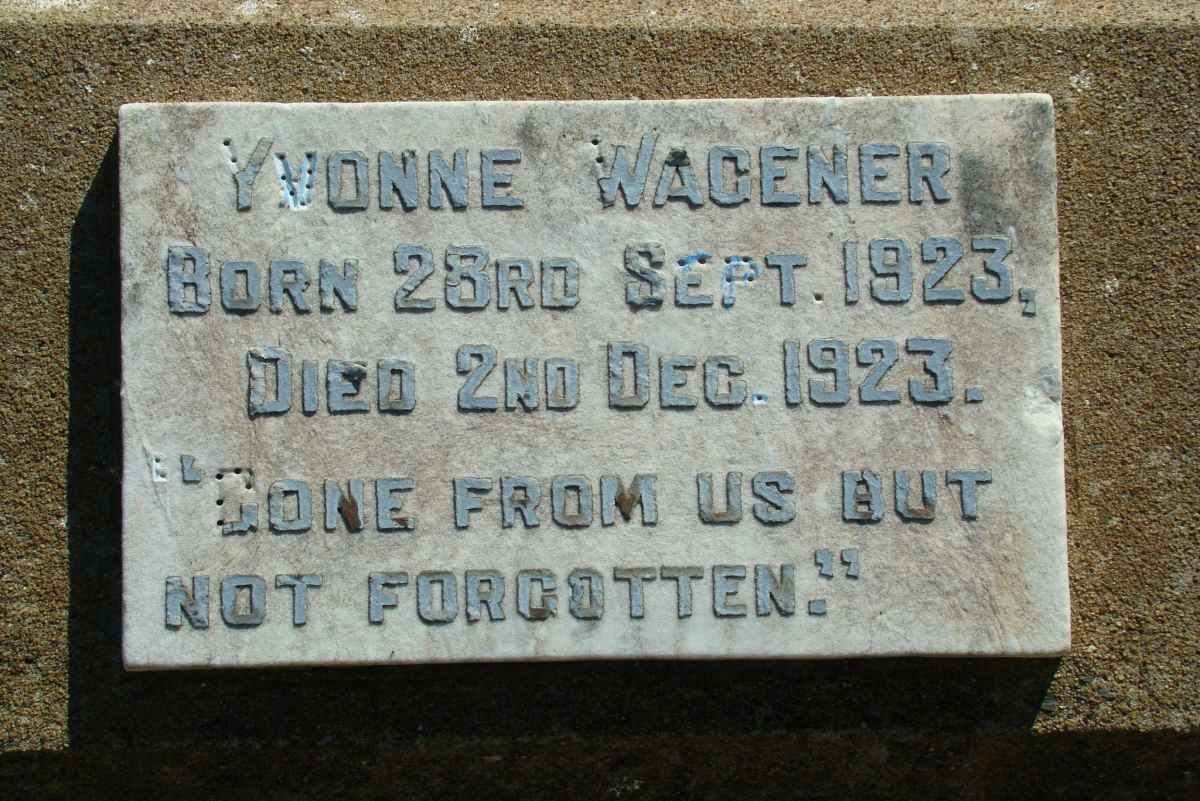 YVONNE WAGENER
BORN 23RD SEPT. 1923,
DIED 2ND DEC. 1923.
"GONE FROM US BUT
NOT FORGOTTEN."